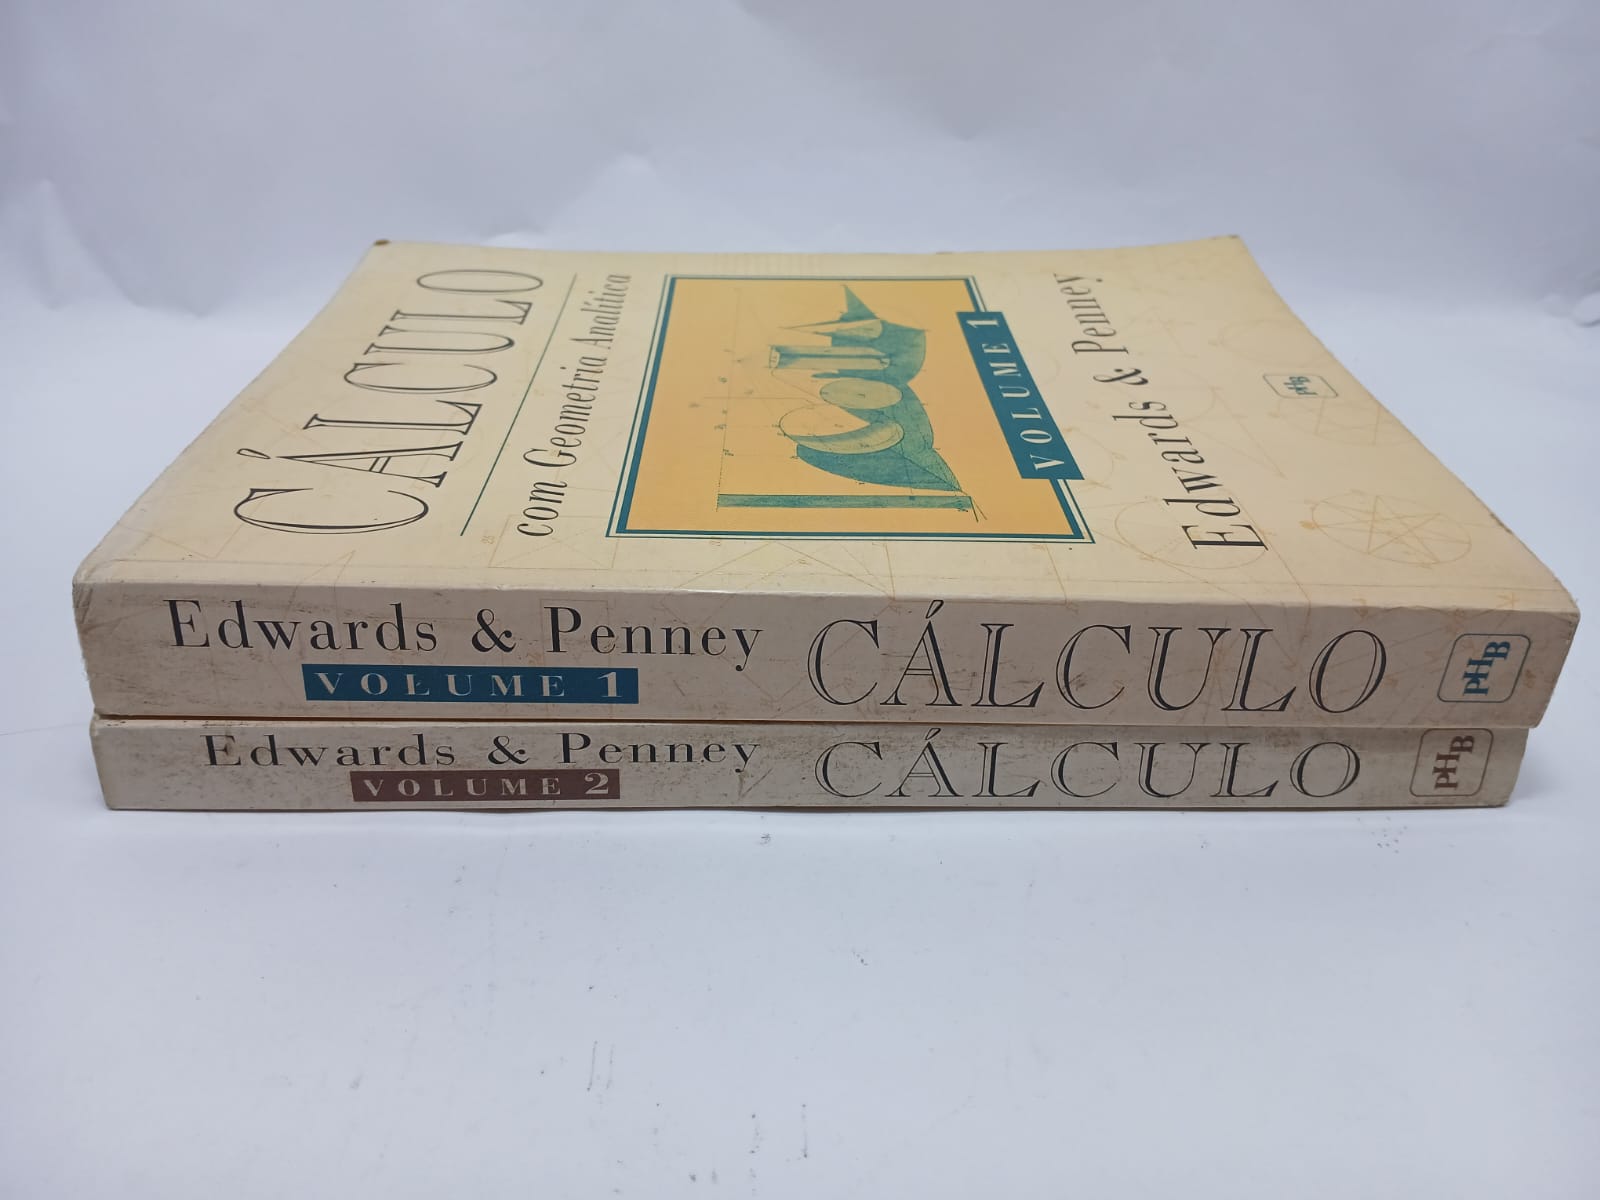 CÁLCULO
com Geometria Analítica
VOLUME 1
Edwards & Penney
PHB
Edwards & Penney
VOLUME 1
CÁLCULO
PHB
Edwards & Penney
VOLUME 2
CÁLCULO
PHB